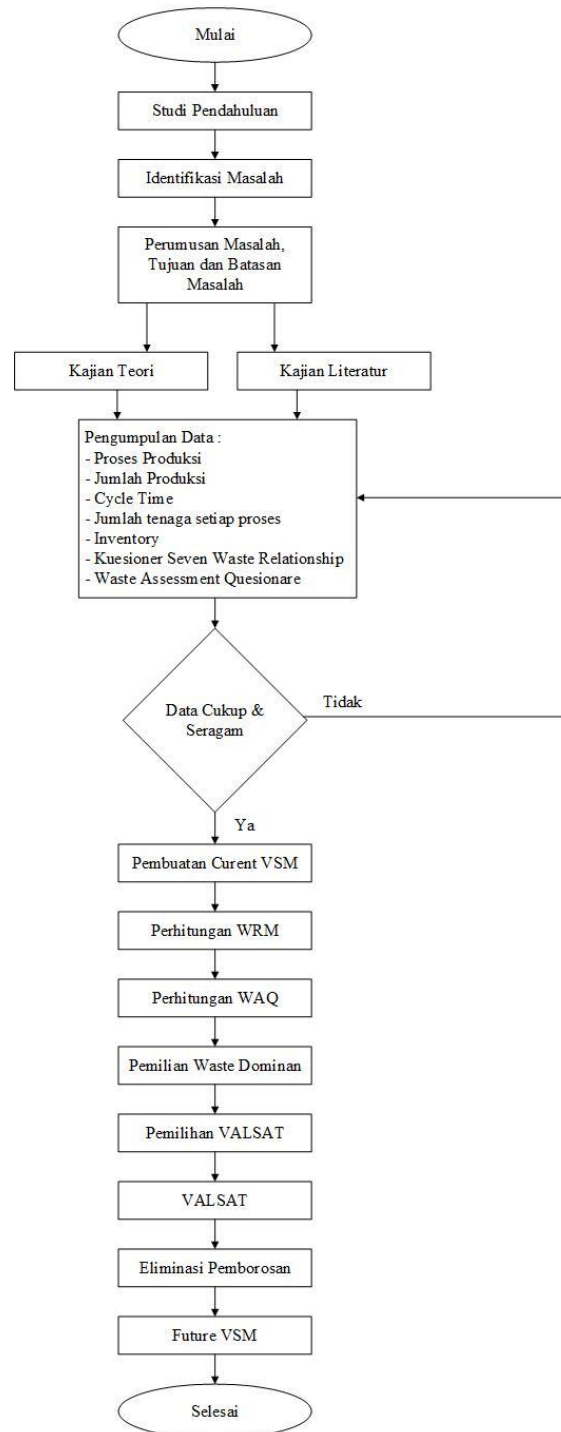 Mulai
Studi Pendahuluan
Identifikasi Masalah
Perumusan Masalah,
Tujuan dan Batasan
Masalah
Kajian Teori
Kajian Literatur
Pengumpulan Data :
- Proses Produksi
- Jumlah Produksi
- Cycle Time
- Jumlah tenaga setiap proses
- Inventory
- Kuesioner Seven Waste Relationship
- Waste Assessment Quesionare
Data Cukup &
Seragam
Tidak
Ya
Pembuatan Curent VSM
Perhitungan WRM
Perhitungan WAQ
Pemilian Waste Dominan
Pemilihan VALSAT
VALSAT
Eliminasi Pemborosan
Future VSM
Selesai